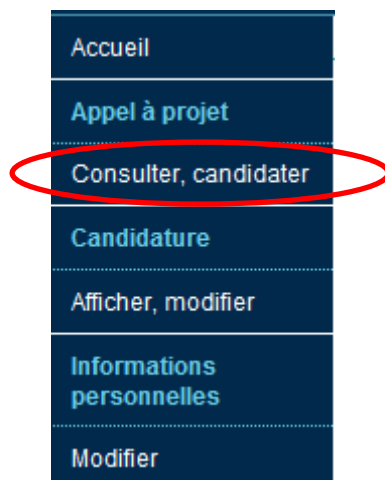 Accueil
Appel à projet
Consulter, candidater
Candidature
Afficher, modifier
Informations
personnelles
Modifier